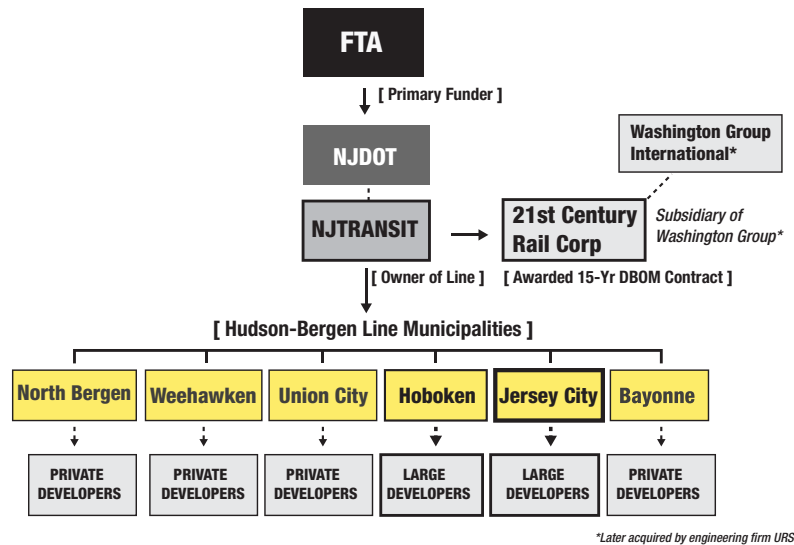 FTA
[ Primary Funder ]
NJDOT
Washington Group
International*
NJTRANSIT
21st Century
Rail Corp
Subsidiary of
Washington Group*
[ Owner of Line ]
[ Awarded 15-Yr DBOM Contract ]
[ Hudson-Bergen Line Municipalities ]
North Bergen
Weehawken
Union City
Hoboken
Jersey City
Bayonne
PRIVATE
DEVELOPERS
PRIVATE
DEVELOPERS
PRIVATE
DEVELOPERS
LARGE
DEVELOPERS
LARGE
DEVELOPERS
PRIVATE
DEVELOPERS
*Later acquired by engineering firm URS